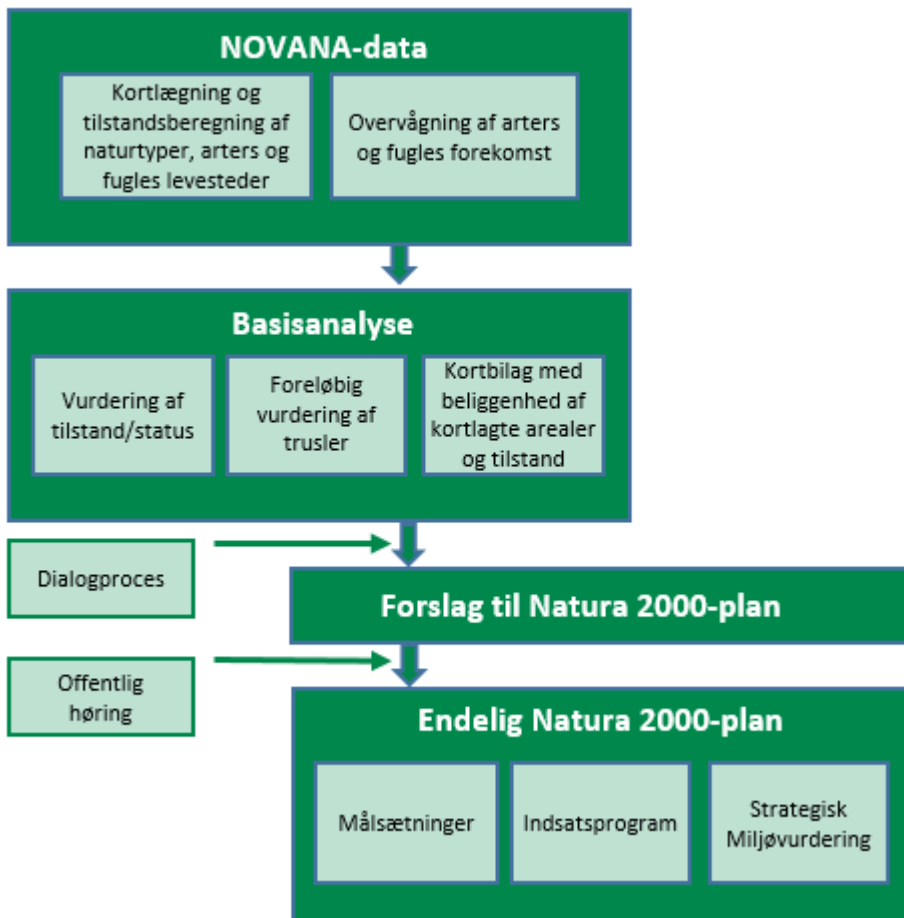 NOVANA-data
Kortlægning og
tilstandsberegning af
naturtyper, arters og
fugles levesteder
Overvågning af arters
og fugles forekomst
Basisanalyse
Vurdering af
tilstand/status
Foreløbig
vurdering af
trusler
Kortbilag med
beliggenhed af
kortlagte arealer
og tilstand
Dialogproces
Forslag til Natura 2000-plan
Offentlig
høring
Endelig Natura 2000-plan
Målsætninger
Indsatsprogram
Strategisk
Miljøvurdering